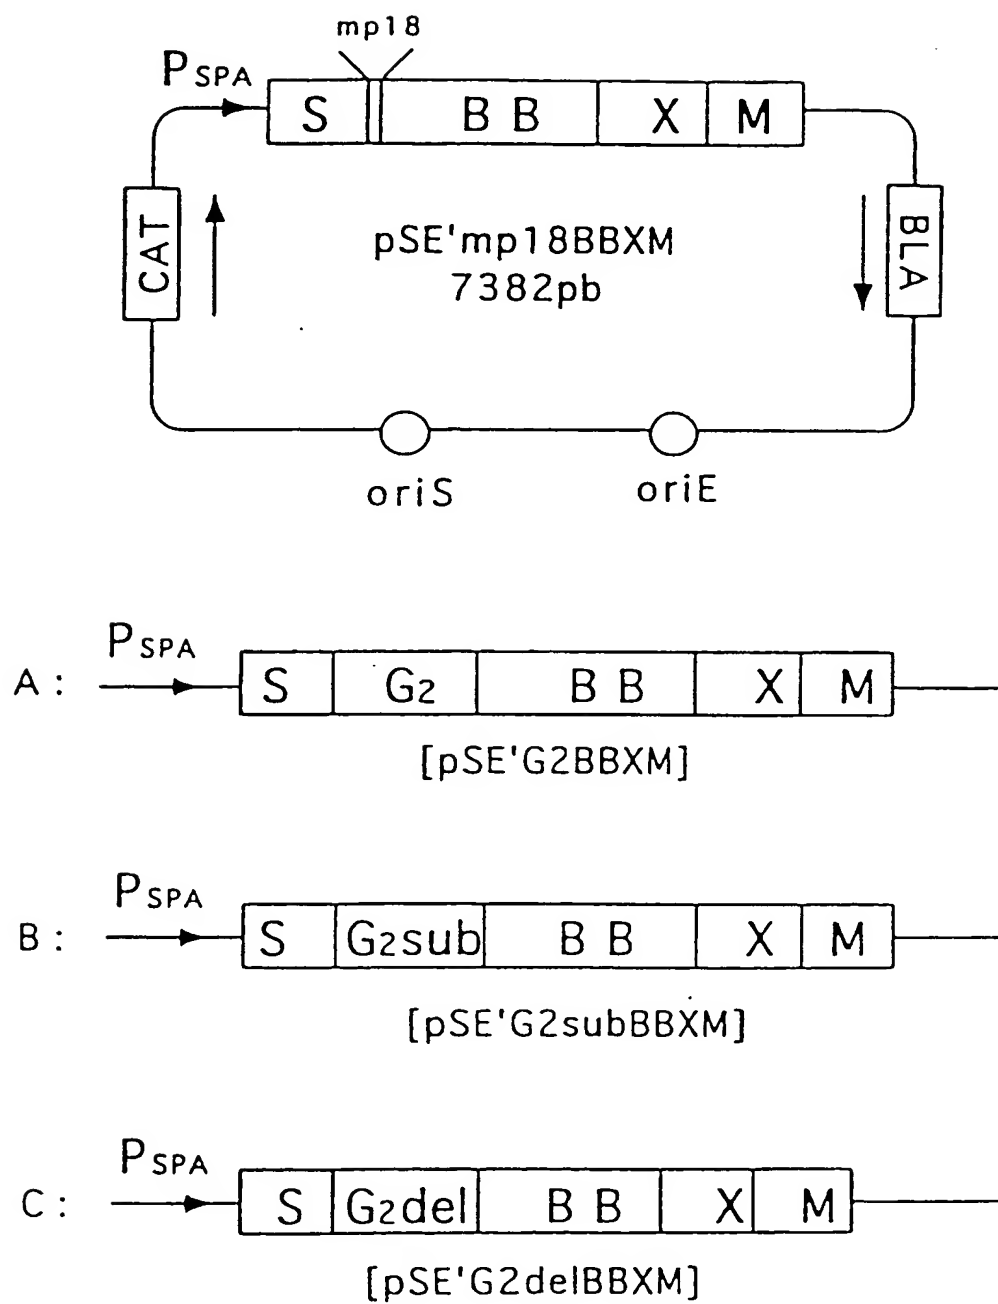 mp18
PSPA
S BB X M
CAT
pSE'mp18BBXM
7382pb
BLA
oriS
oriE
PSPA
A: S G2 BB X M
[pSE'G2BBXM]
PSPA
B: S G2sub BB X M
[pSE'G2subBBXM]
PSPA
C: S G2del BB X M
[pSE'G2delBBXM]